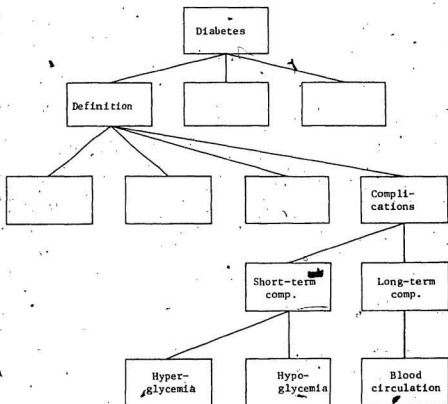 Diabetes
Definition
Compli-
cations
Short-term
comp.
Long-term
comp.
Hyper-
glycemia
Hypo-
glycemia
Blood
circulation